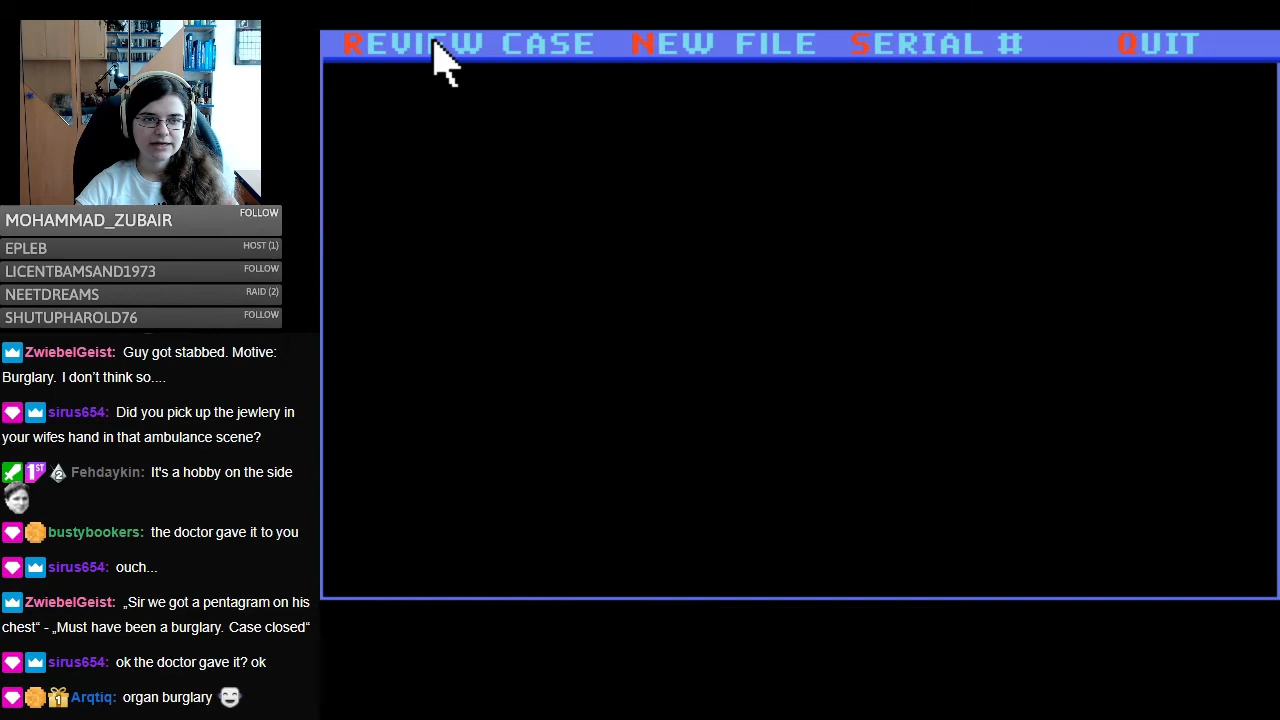 REVIEW CASE NEW FILE SERIAL # QUIT
MOHAMMAD_ZUBAIR FOLLOW
EPLEB HOST (1)
LICENTBAMSAND1973 FOLLOW
NEETDREAMS RAID (2)
SHUTUPHAROLD76 FOLLOW
ZwiebelGeist: Guy got stabbed. Motive:
Burglary. I don't think so....
sirus654: Did you pick up the jewlery in
your wifes hand in that ambulance scene?
1ST 2 Fehdaykin: It's a hobby on the side
bustybookers: the doctor gave it to you
sirus654: ouch...
ZwiebelGeist: „Sir we got a pentagram on his
chest“ - „Must have been a burglary. Case closed“
sirus654: ok the doctor gave it? ok
1 Arqtiq: organ burglary